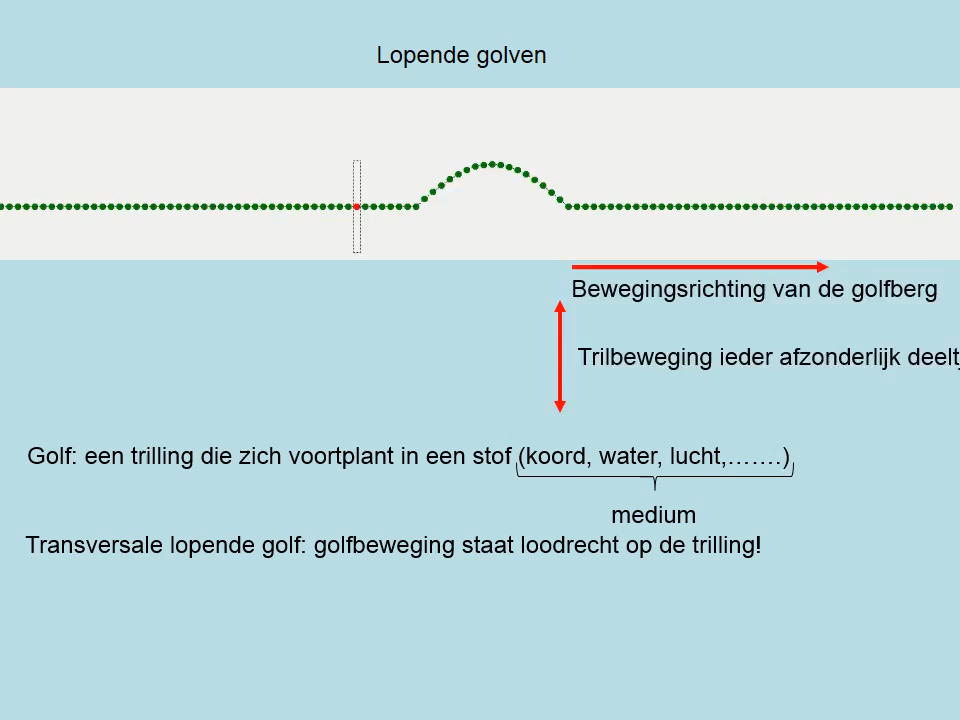 Lopende golven
Bewegingsrichting van de golfberg
Trilbeweging ieder afzonderlijk deelt
Golf: een trilling die zich voortplant in een stof (koord, water, lucht,…….)
medium
Transversale lopende golf: golfbeweging staat loodrecht op de trilling!